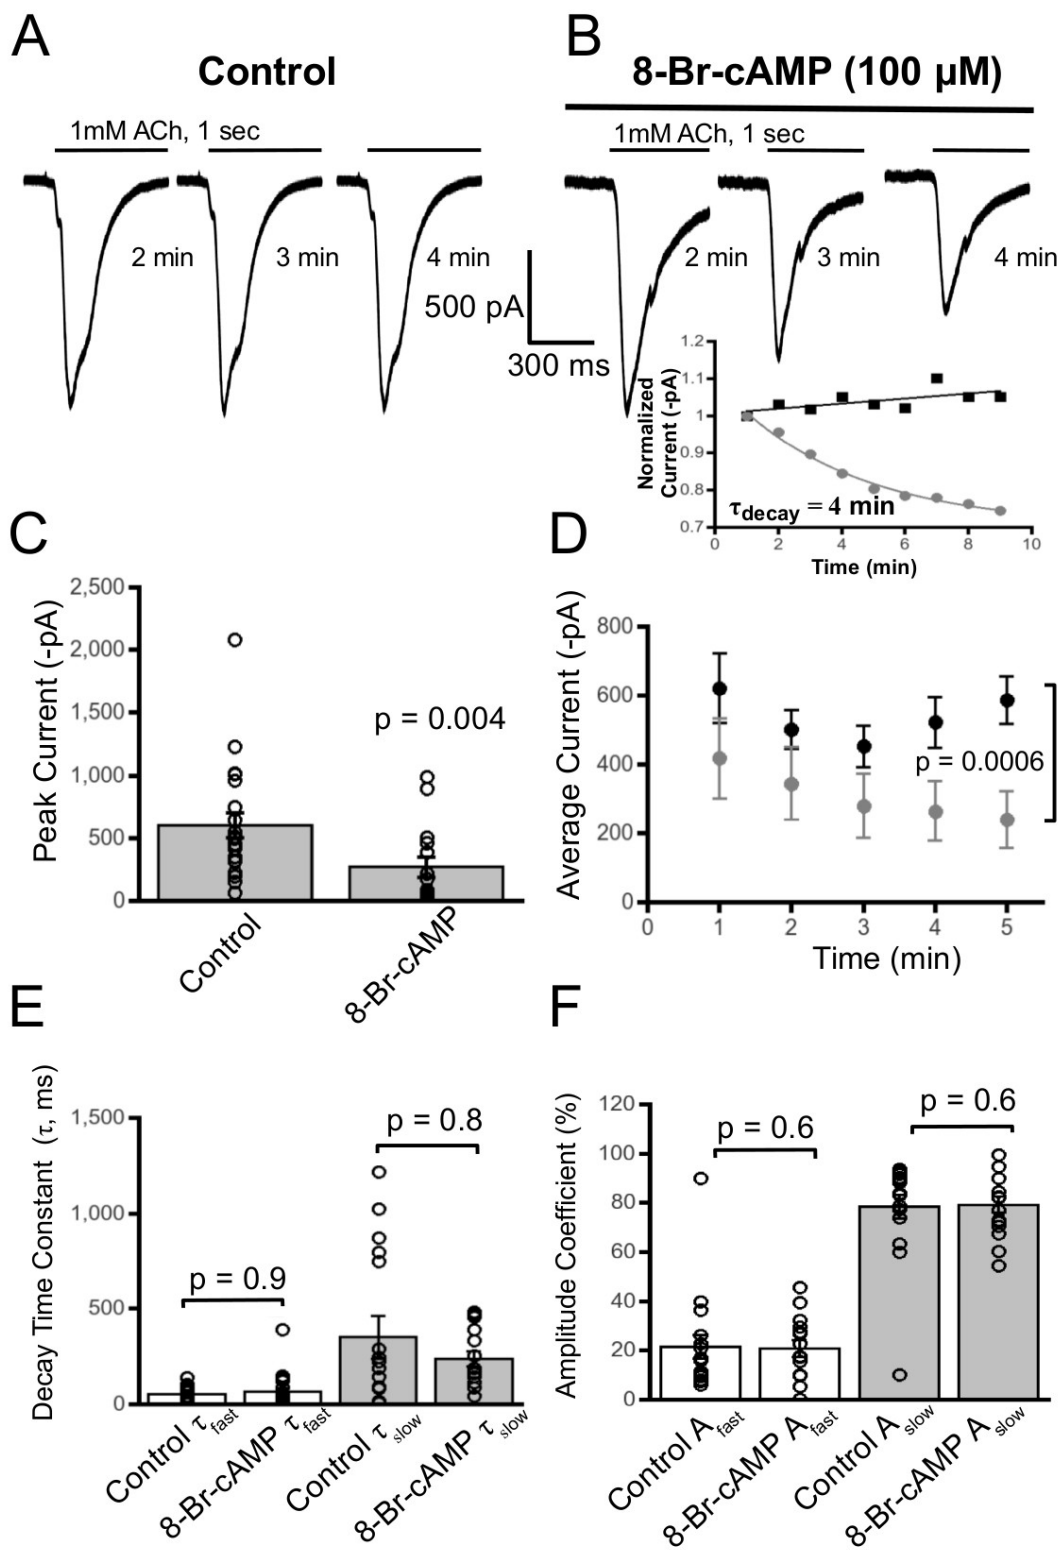 A
Control
1mM ACh, 1 sec
2 min
3 min
4 min
500 pA
300 ms
B
8-Br-cAMP (100 µM)
1mM ACh, 1 sec
2 min
3 min
4 min
Normalized
Current (-pA)
1.2
1.1
1
0.9
0.8
0.7
τdecay = 4 min
0
2
4
6
8
10
Time (min)
C
Peak Current (-pA)
2,500
2,000
1,500
1,000
500
0
p = 0.004
Control
8-Br-cAMP
D
Average Current (-pA)
800
600
400
200
0
p = 0.0006
0
1
2
3
4
5
Time (min)
E
Decay Time Constant (τ, ms)
1,500
1,000
500
0
p = 0.9
p = 0.8
Control τfast
8-Br-cAMP τfast
Control τslow
8-Br-cAMP τslow
F
Amplitude Coefficient (%)
120
100
80
60
40
20
0
p = 0.6
p = 0.6
Control Afast
8-Br-cAMP Afast
Control Aslow
8-Br-cAMP Aslow